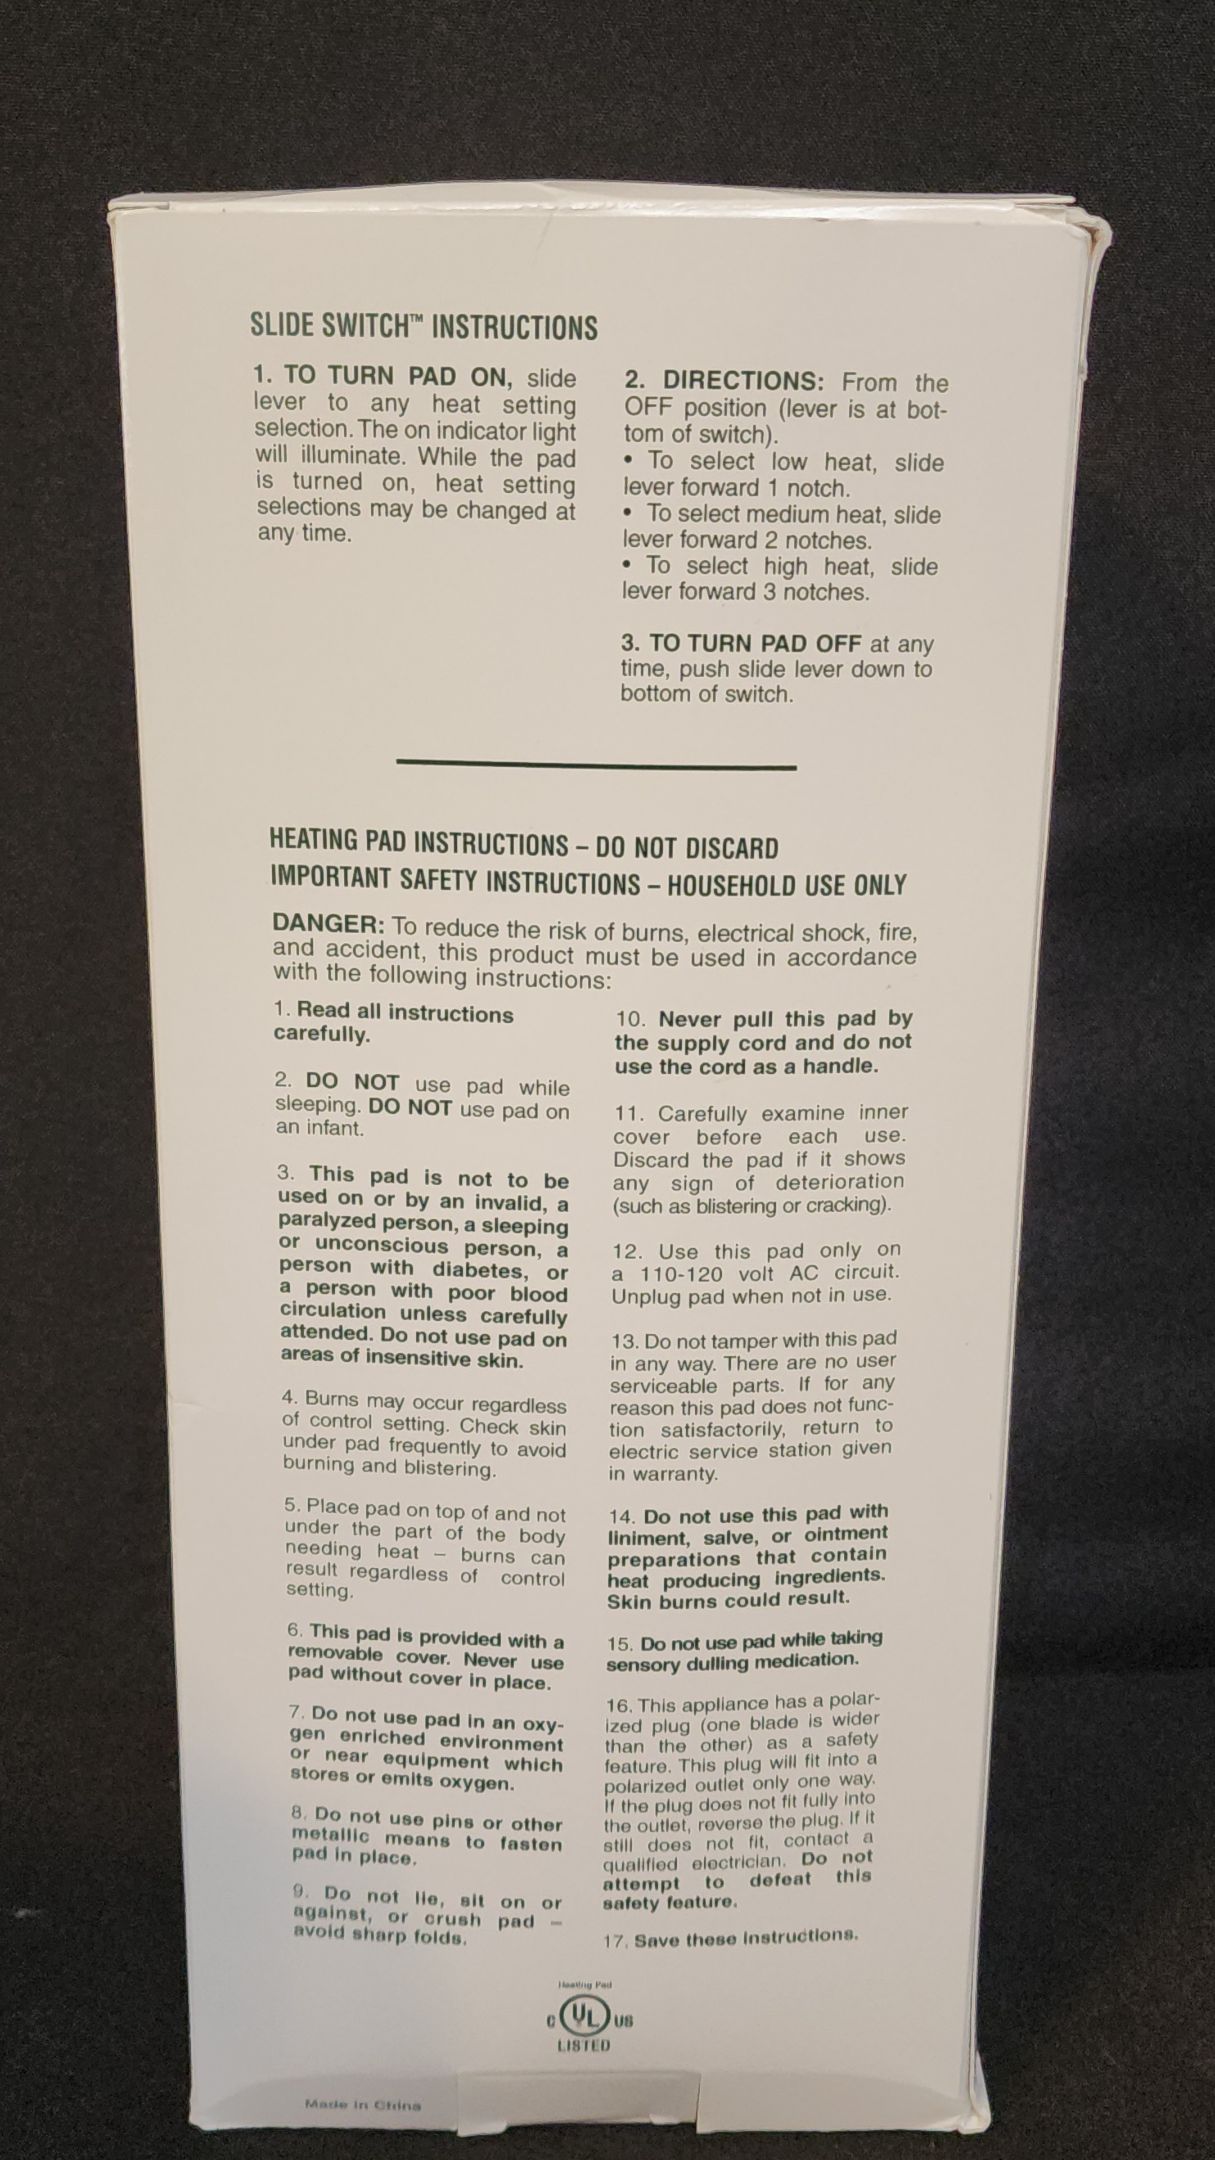 SLIDE SWITCH™ INSTRUCTIONS
1. TO TURN PAD ON, slide
lever to any heat setting
selection. The on indicator light
will illuminate. While the pad
is turned on, heat setting
selections may be changed at
any time.
2. DIRECTIONS: From the
OFF position (lever is at bot-
tom of switch).
• To select low heat, slide
lever forward 1 notch.
• To select medium heat, slide
lever forward 2 notches.
• To select high heat, slide
lever forward 3 notches.
3. TO TURN PAD OFF at any
time, push slide lever down to
bottom of switch.
HEATING PAD INSTRUCTIONS – DO NOT DISCARD
IMPORTANT SAFETY INSTRUCTIONS – HOUSEHOLD USE ONLY
DANGER: To reduce the risk of burns, electrical shock, fire,
and accident, this product must be used in accordance
with the following instructions:
1. Read all instructions
carefully.
2. DO NOT use pad while
sleeping. DO NOT use pad on
an infant.
3. This pad is not to be
used on or by an invalid, a
paralyzed person, a sleeping
or unconscious person, a
person with diabetes, or
a person with poor blood
circulation unless carefully
attended. Do not use pad on
areas of insensitive skin.
4. Burns may occur regardless
of control setting. Check skin
under pad frequently to avoid
burning and blistering.
5. Place pad on top of and not
under the part of the body
needing heat – burns can
result regardless of control
setting.
6. This pad is provided with a
removable cover. Never use
pad without cover in place.
7. Do not use pad in an oxy-
gen enriched environment
or near equipment which
stores or emits oxygen.
8. Do not use pins or other
metallic means to fasten
pad in place.
9. Do not lie, sit on or
against, or crush pad –
avoid sharp folds.
10. Never pull this pad by
the supply cord and do not
use the cord as a handle.
11. Carefully examine inner
cover before each use.
Discard the pad if it shows
any sign of deterioration
(such as blistering or cracking).
12. Use this pad only on
a 110-120 volt AC circuit.
Unplug pad when not in use.
13. Do not tamper with this pad
in any way. There are no user
serviceable parts. If for any
reason this pad does not func-
tion satisfactorily, return to
electric service station given
in warranty.
14. Do not use this pad with
liniment, salve, or ointment
preparations that contain
heat producing ingredients.
Skin burns could result.
15. Do not use pad while taking
sensory dulling medication.
16. This appliance has a polar-
ized plug (one blade is wider
than the other) as a safety
feature. This plug will fit into a
polarized outlet only one way.
If the plug does not fit fully into
the outlet, reverse the plug. If it
still does not fit, contact a
qualified electrician. Do not
attempt to defeat this
safety feature.
17. Save these Instructions.
Heating Pad
C UL US
LISTED
Made in China